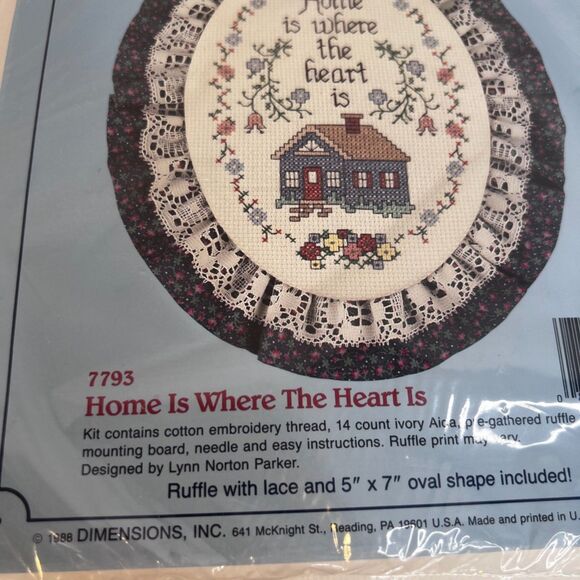 Home
is where
the
heart
is
7793
Home Is Where The Heart Is
Kit contains cotton embroidery thread, 14 count ivory Aida, pre-gathered ruffle
mounting board, needle and easy instructions. Ruffle print may vary.
Designed by Lynn Norton Parker.
Ruffle with lace and 5" x 7" oval shape included!
© 1988 DIMENSIONS, INC. 641 McKnight St., Reading, PA 19601 U.S.A. Made and printed in U.
0